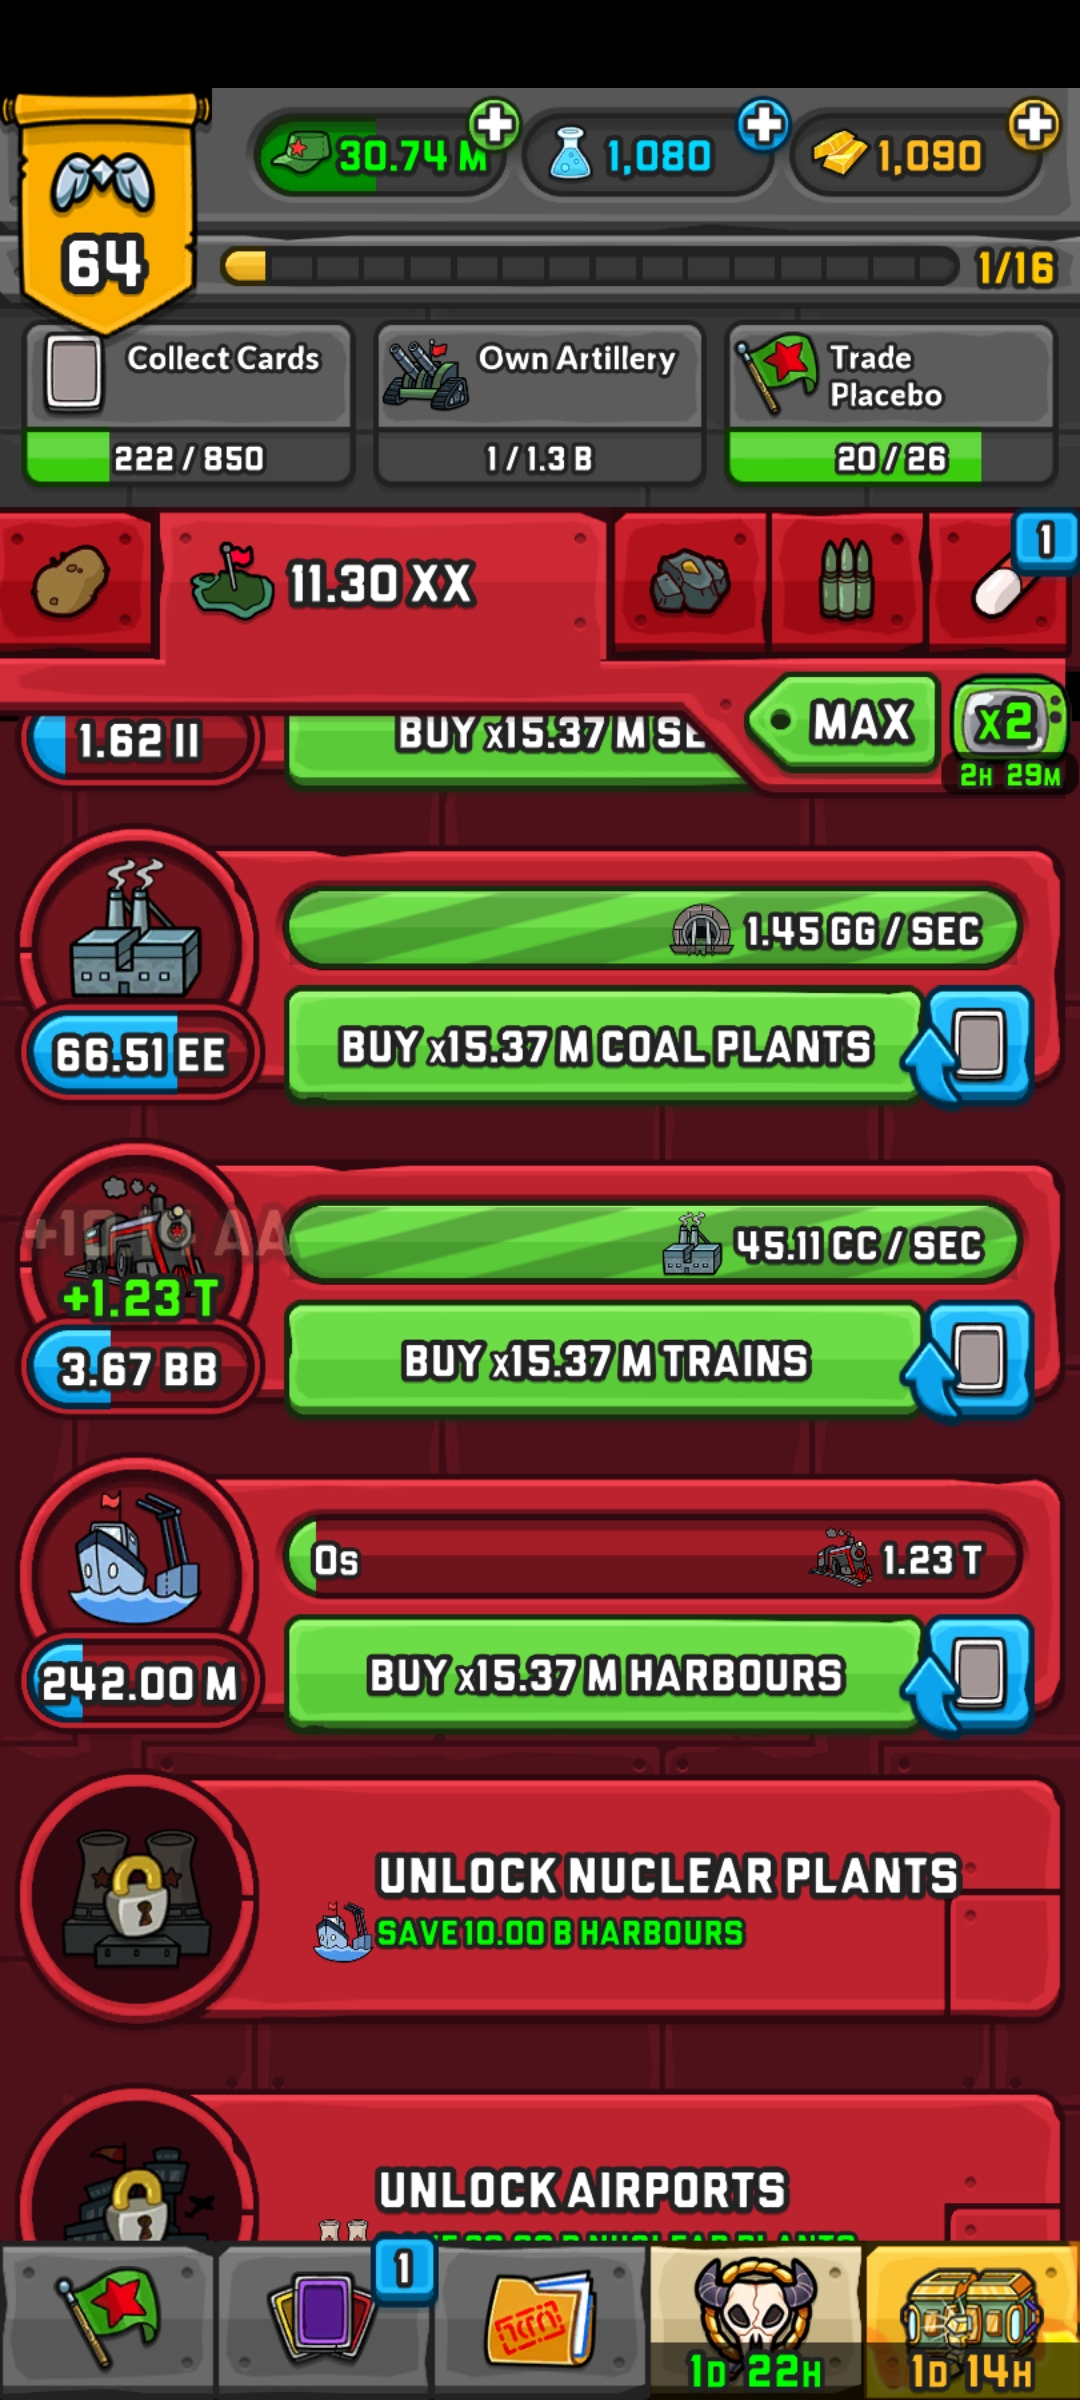 30.74 M
1,080
1,090
64
1/16
Collect Cards
222 / 850
Own Artillery
1 / 1.3 B
Trade
Placebo
20 / 26
11.30 XX
1
1.62 II
BUY x15.37 M SE
MAX
x2
2H 29M
1.45 GG / SEC
66.51 EE
BUY x15.37 M COAL PLANTS
45.11 CC / SEC
+1.23 T
3.67 BB
BUY x15.37 M TRAINS
0s
1.23 T
242.00 M
BUY x15.37 M HARBOURS
UNLOCK NUCLEAR PLANTS
SAVE 10.00 B HARBOURS
UNLOCK AIRPORTS
1
1D 22H
1D 14H